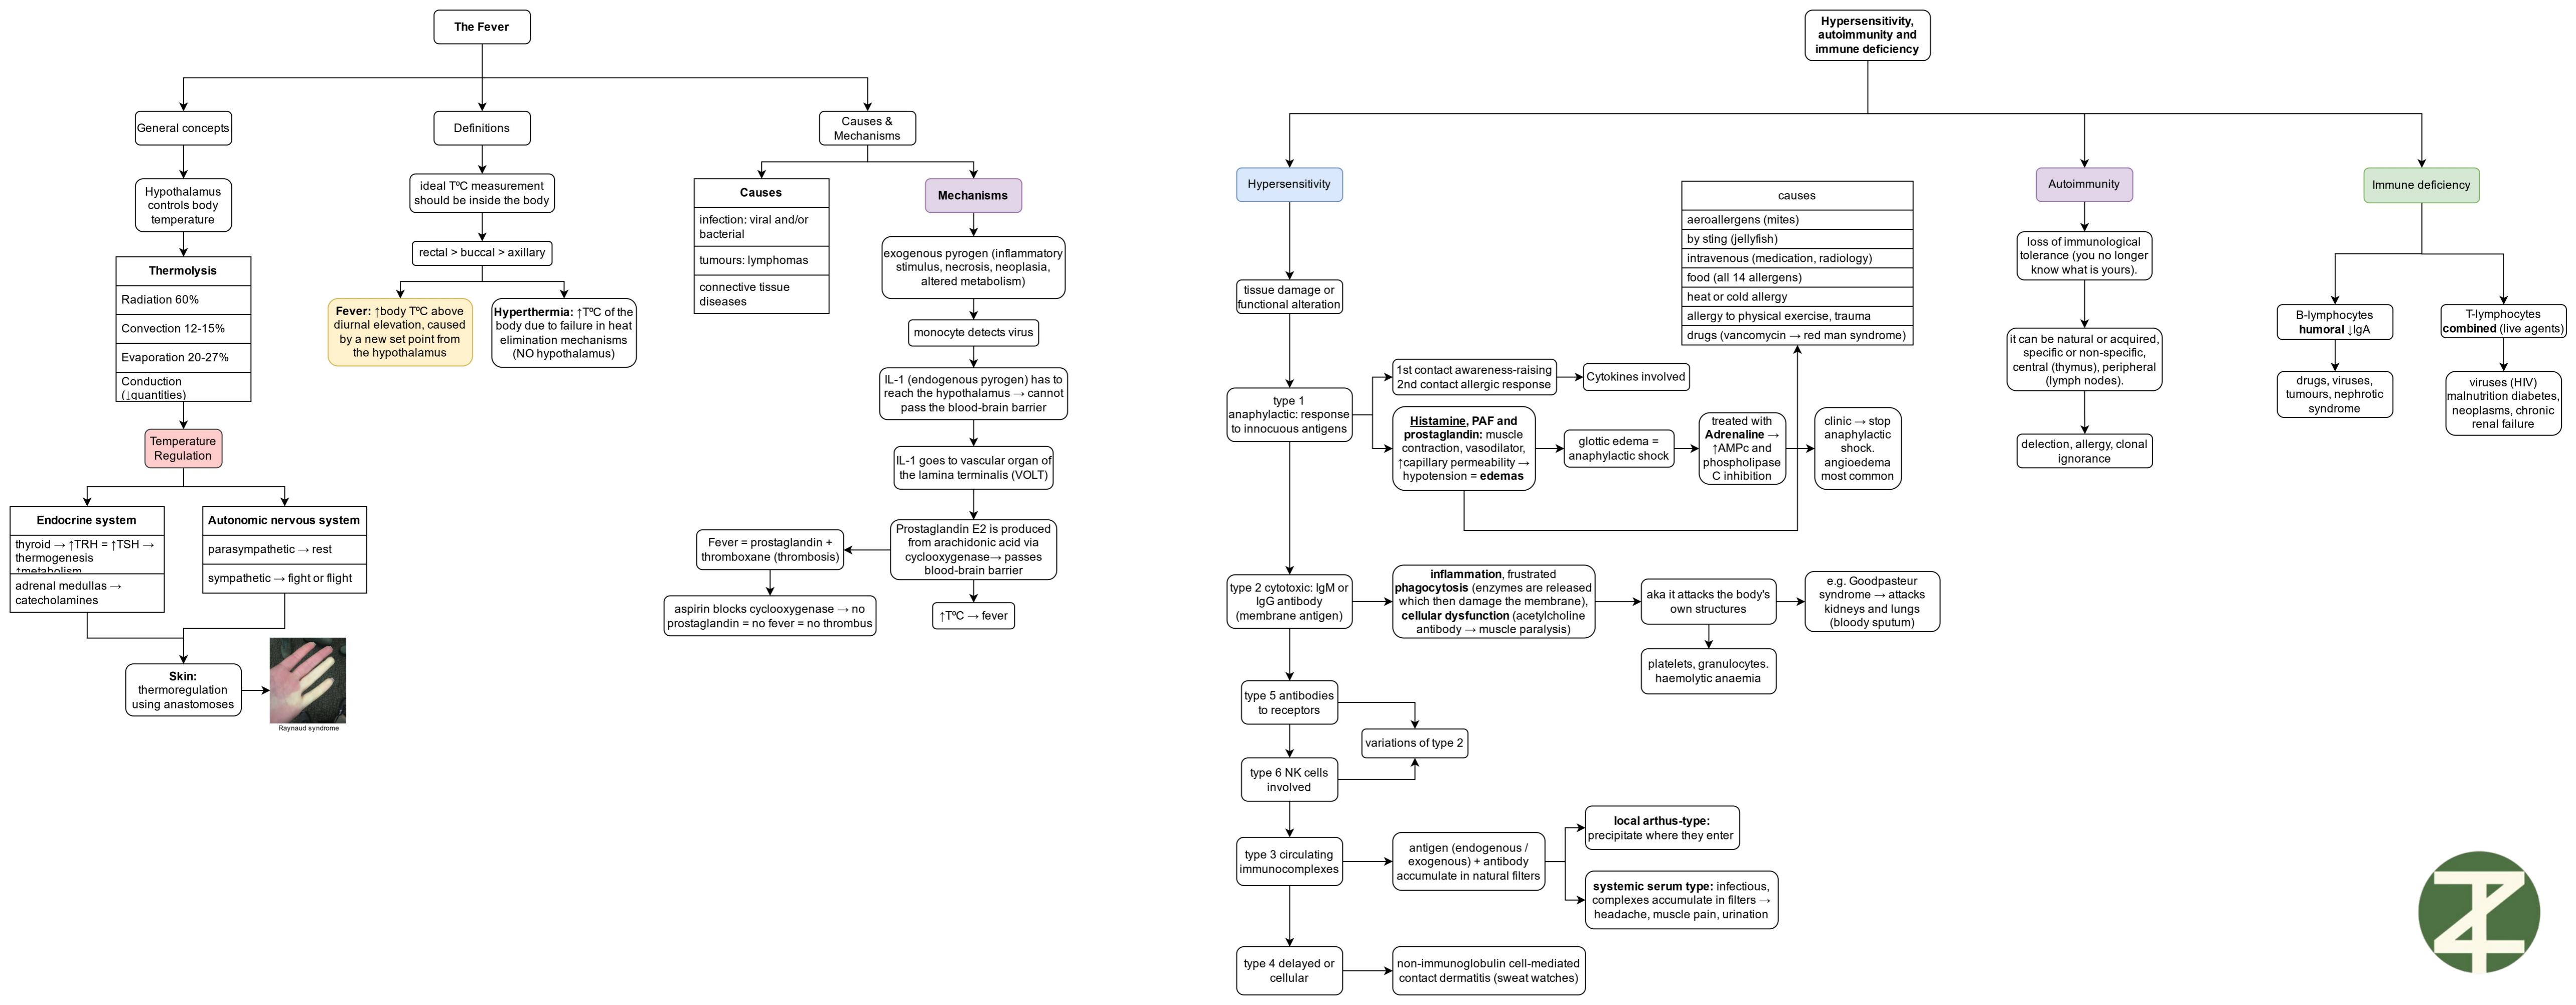 The Fever
General concepts
Hypothalamus
controls body
temperature
Thermolysis
Radiation 60%
Convection 12-15%
Evaporation 20-27%
Conduction
(↓quantities)
Temperature
Regulation
Endocrine system
thyroid → ↑TRH = ↑TSH →
thermogenesis
↑metabolism
adrenal medullas →
catecholamines
Autonomic nervous system
parasympathetic → rest
sympathetic → fight or flight
Skin:
thermoregulation
using anastomoses
Raynaud syndrome
Definitions
ideal TºC measurement
should be inside the body
rectal > buccal > axillary
Fever: ↑body TºC above
diurnal elevation, caused
by a new set point from
the hypothalamus
Hyperthermia: ↑TºC of the
body due to failure in heat
elimination mechanisms
(NO hypothalamus)
Causes &
Mechanisms
Causes
infection: viral and/or
bacterial
tumours: lymphomas
connective tissue
diseases
Mechanisms
exogenous pyrogen (inflammatory
stimulus, necrosis, neoplasia,
altered metabolism)
monocyte detects virus
IL-1 (endogenous pyrogen) has to
reach the hypothalamus → cannot
pass the blood-brain barrier
IL-1 goes to vascular organ of
the lamina terminalis (VOLT)
Prostaglandin E2 is produced
from arachidonic acid via
cyclooxygenase→ passes
blood-brain barrier
Fever = prostaglandin +
thromboxane (thrombosis)
aspirin blocks cyclooxygenase → no
prostaglandin = no fever = no thrombus
↑TºC → fever
Hypersensitivity,
autoimmunity and
immune deficiency
Hypersensitivity
tissue damage or
functional alteration
type 1
anaphylactic: response
to innocuous antigens
1st contact awareness-raising
2nd contact allergic response
Cytokines involved
Histamine, PAF and
prostaglandin: muscle
contraction, vasodilator,
↑capillary permeability →
hypotension = edemas
glottic edema =
anaphylactic shock
treated with
Adrenaline →
↑AMPc and
phospholipase
C inhibition
clinic → stop
anaphylactic
shock.
angioedema
most common
causes
aeroallergens (mites)
by sting (jellyfish)
intravenous (medication, radiology)
food (all 14 allergens)
heat or cold allergy
allergy to physical exercise, trauma
drugs (vancomycin → red man syndrome)
type 2 cytotoxic: IgM or
IgG antibody
(membrane antigen)
inflammation, frustrated
phagocytosis (enzymes are released
which then damage the membrane),
cellular dysfunction (acetylcholine
antibody → muscle paralysis)
aka it attacks the body's
own structures
e.g. Goodpasteur
syndrome → attacks
kidneys and lungs
(bloody sputum)
platelets, granulocytes.
haemolytic anaemia
type 5 antibodies
to receptors
variations of type 2
type 6 NK cells
involved
type 3 circulating
immunocomplexes
antigen (endogenous /
exogenous) + antibody
accumulate in natural filters
local arthus-type:
precipitate where they enter
systemic serum type: infectious,
complexes accumulate in filters →
headache, muscle pain, urination
type 4 delayed or
cellular
non-immunoglobulin cell-mediated
contact dermatitis (sweat watches)
Autoimmunity
loss of immunological
tolerance (you no longer
know what is yours).
it can be natural or acquired,
specific or non-specific,
central (thymus), peripheral
(lymph nodes).
delection, allergy, clonal
ignorance
Immune deficiency
B-lymphocytes
humoral ↓IgA
drugs, viruses,
tumours, nephrotic
syndrome
T-lymphocytes
combined (live agents)
viruses (HIV)
malnutrition diabetes,
neoplasms, chronic
renal failure